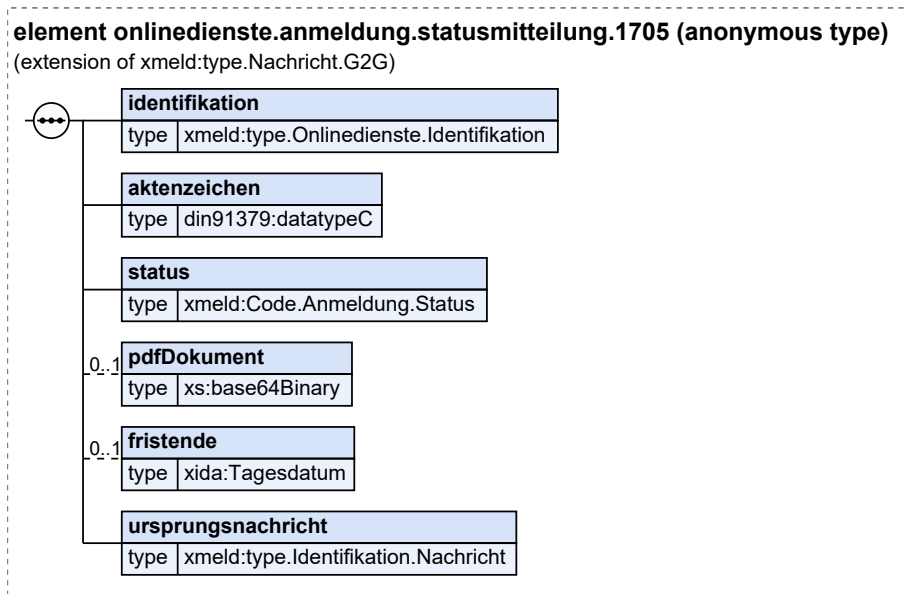 element onlinedienste.anmeldung.statusmitteilung.1705 (anonymous type)
(extension of xmeld:type.Nachricht.G2G)
identifikation
type xmeld:type.Onlinedienste.Identifikation
aktenzeichen
type din91379:datatypeC
status
type xmeld:Code.Anmeldung.Status
0..1 pdfDokument
type xs:base64Binary
0..1 fristende
type xida:Tagesdatum
ursprungsnachricht
type xmeld:type.Identifikation.Nachricht